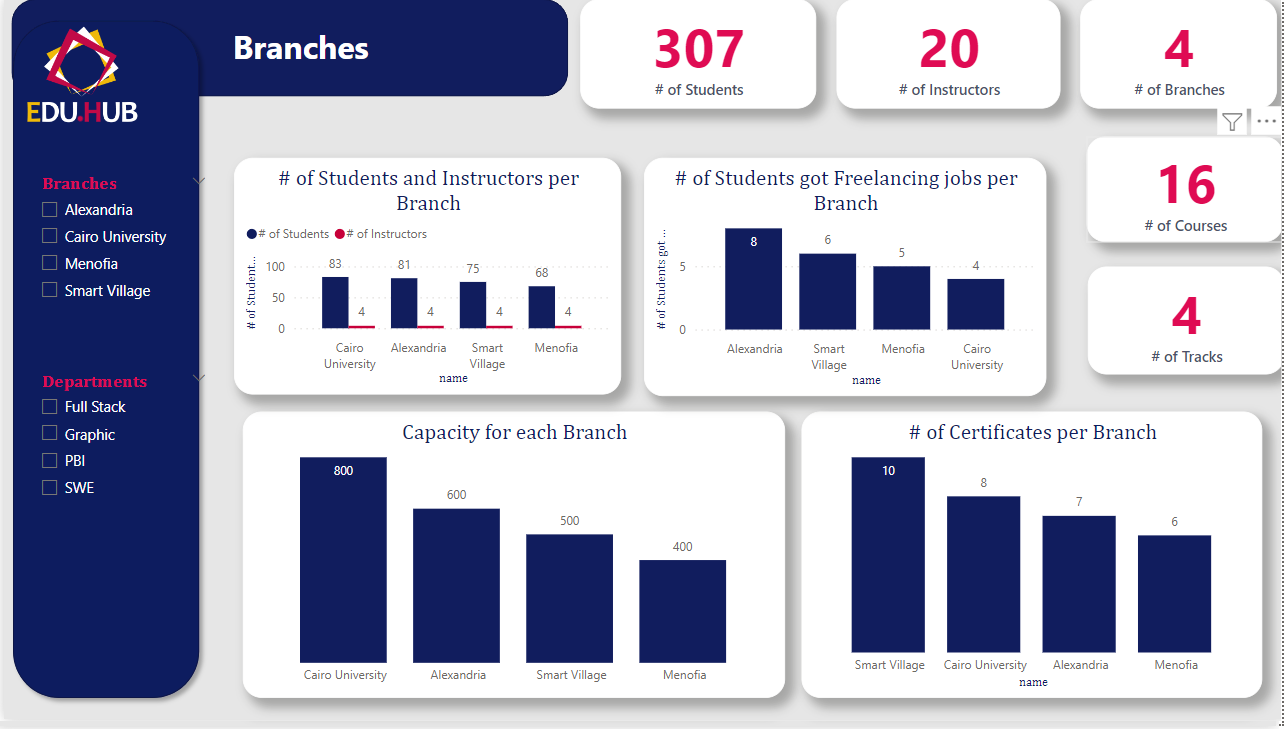 EDU.HUB
Branches
307
# of Students
20
# of Instructors
4
# of Branches
16
# of Courses
4
# of Tracks
Branches
Alexandria
Cairo University
Menofia
Smart Village
Departments
Full Stack
Graphic
PBI
SWE
# of Students and Instructors per
Branch
# of Students # of Instructors
# of Student...
100
50
0
83
4
81
4
75
4
68
4
Cairo
University
Alexandria
Smart
Village
Menofia
name
# of Students got Freelancing jobs per
Branch
# of Students got ...
5
0
8
6
5
4
Alexandria
Smart
Village
Menofia
Cairo
University
name
Capacity for each Branch
800
600
500
400
Cairo University
Alexandria
Smart Village
Menofia
# of Certificates per Branch
10
8
7
6
Smart Village
Cairo University
Alexandria
Menofia
name